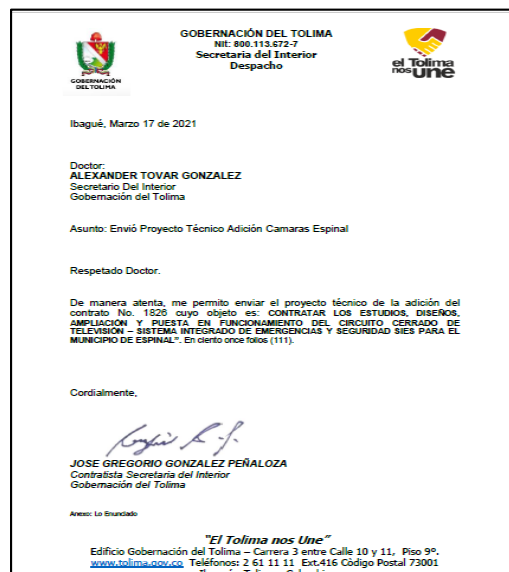 GOBERNACIÓN DEL TOLIMA
NIT: 800.113.672-7
Secretaria del Interior
Despacho
GOBERNACIÓN
DEL TOLIMA
el Tolima
nos une
Ibagué, Marzo 17 de 2021
Doctor:
ALEXANDER TOVAR GONZALEZ
Secretario Del Interior
Gobernación del Tolima
Asunto: Envió Proyecto Técnico Adición Camaras Espinal
Respetado Doctor.
De manera atenta, me permito enviar el proyecto técnico de la adición del
contrato No. 1826 cuyo objeto es: CONTRATAR LOS ESTUDIOS, DISEÑOS,
AMPLIACIÓN Y PUESTA EN FUNCIONAMIENTO DEL CIRCUITO CERRADO DE
TELEVISIÓN – SISTEMA INTEGRADO DE EMERGENCIAS Y SEGURIDAD SIES PARA EL
MUNICIPIO DE ESPINAL". En ciento once folios (111).
Cordialmente,
JOSE GREGORIO GONZALEZ PEÑALOZA
Contratista Secretaria del Interior
Gobernación del Tolima
Anexo: Lo Enunciado
"El Tolima nos Une"
Edificio Gobernación del Tolima – Carrera 3 entre Calle 10 y 11, Piso 9º.
www.tolima.gov.co Teléfonos: 2 61 11 11 Ext.416 Còdigo Postal 73001